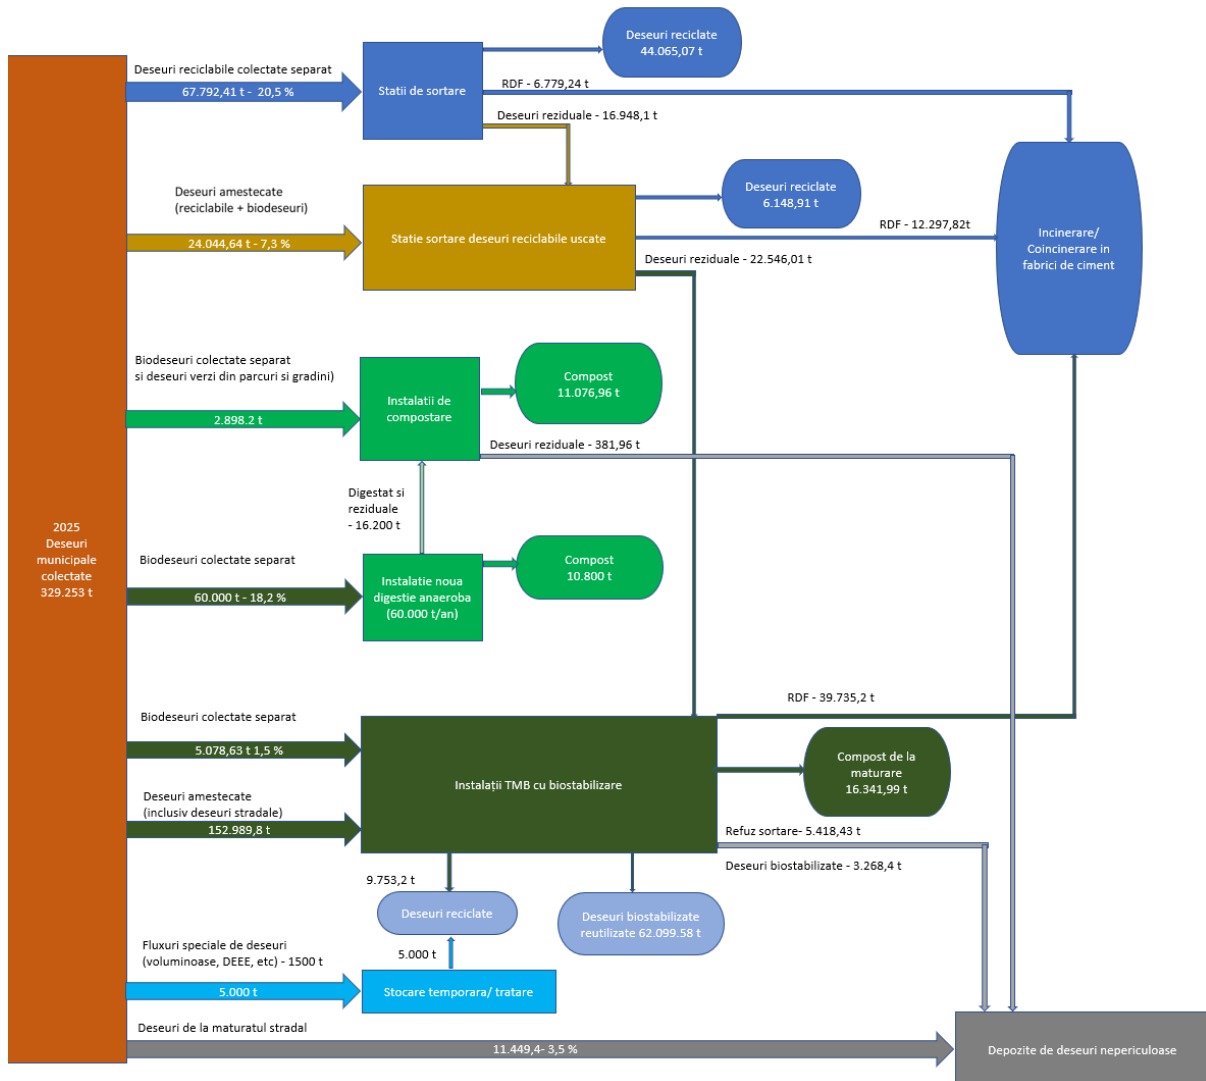 Deseuri reciclate
44.065,07 t
Deseuri reciclabile colectate separat
67.792,41 t - 20,5 %
Statii de sortare
RDF - 6.779,24 t
Deseuri reziduale - 16.948,1 t
Deseuri amestecate
(reciclabile + biodeseuri)
24.044,64 t - 7,3 %
Statie sortare deseuri reciclabile uscate
Deseuri reciclate
6.148,91 t
RDF - 12.297,82t
Deseuri reziduale - 22.546,01 t
Incinerare/
Coincinerare in
fabrici de ciment
Biodeseuri colectate separat
si deseuri verzi din parcuri si gradini)
2.898.2 t
Instalatii de
compostare
Compost
11.076,96 t
Deseuri reziduale - 381,96 t
Digestat si
reziduale
- 16.200 t
2025
Deseuri
municipale
colectate
329.253 t
Biodeseuri colectate separat
60.000 t - 18,2 %
Instalatie noua
digestie anaeroba
(60.000 t/an)
Compost
10.800 t
RDF - 39.735,2 t
Biodeseuri colectate separat
5.078,63 t 1,5 %
Deseuri amestecate
(inclusiv deseuri stradale)
152.989,8 t
Instalații TMB cu biostabilizare
Compost de la
maturare
16.341,99 t
Refuz sortare- 5.418,43 t
Deseuri biostabilizate - 3.268,4 t
9.753,2 t
Deseuri reciclate
Deseuri biostabilizate
reutilizate 62.099.58 t
Fluxuri speciale de deseuri
(voluminoase, DEEE, etc) - 1500 t
5.000 t
5.000 t
Stocare temporara/ tratare
Deseuri de la maturatul stradal
11.449,4- 3,5 %
Depozite de deseuri nepericuloase